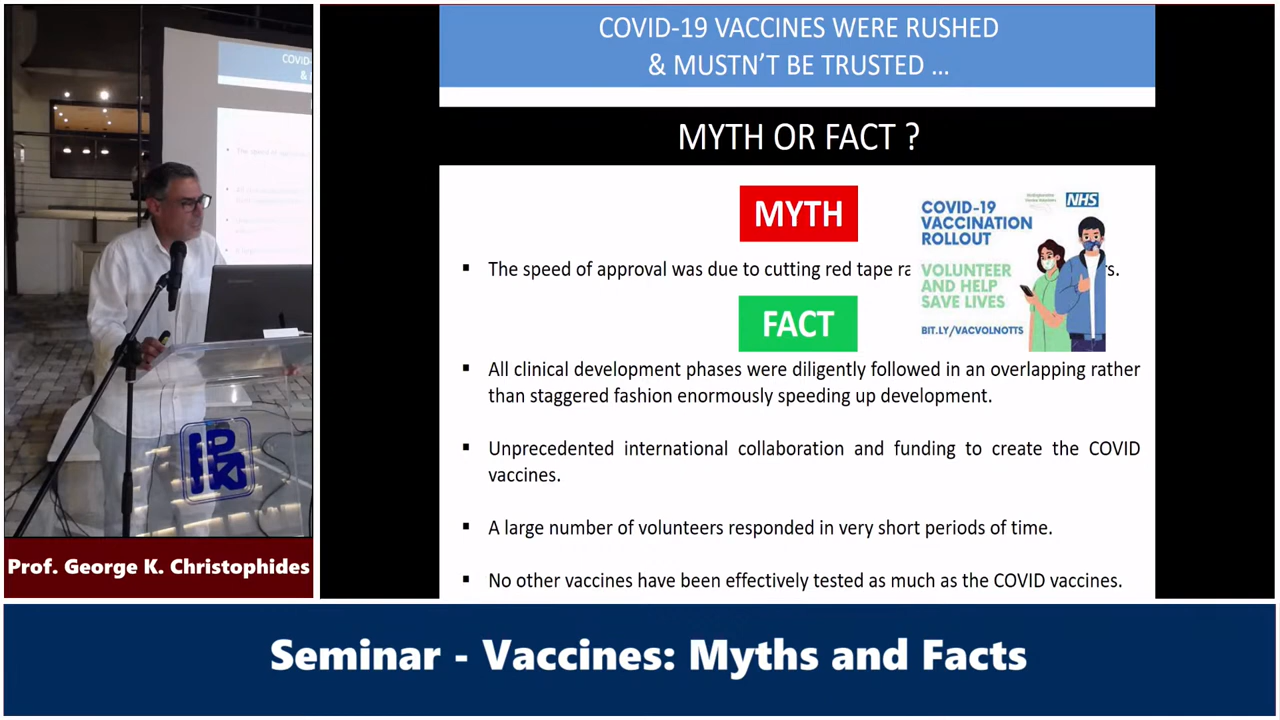 COVID-19 VACCINES WERE RUSHED
& MUSTN'T BE TRUSTED ...
MYTH OR FACT ?
MYTH
▪ The speed of approval was due to cutting red tape
FACT
▪ All clinical development phases were diligently followed in an overlapping rather
than staggered fashion enormously speeding up development.
▪ Unprecedented international collaboration and funding to create the COVID
vaccines.
▪ A large number of volunteers responded in very short periods of time.
▪ No other vaccines have been effectively tested as much as the COVID vaccines.
NHS
COVID-19
VACCINATION
ROLLOUT
VOLUNTEER
AND HELP
SAVE LIVES
BIT.LY/VACVOLNOTTS
Prof. George K. Christophides
Seminar - Vaccines: Myths and Facts